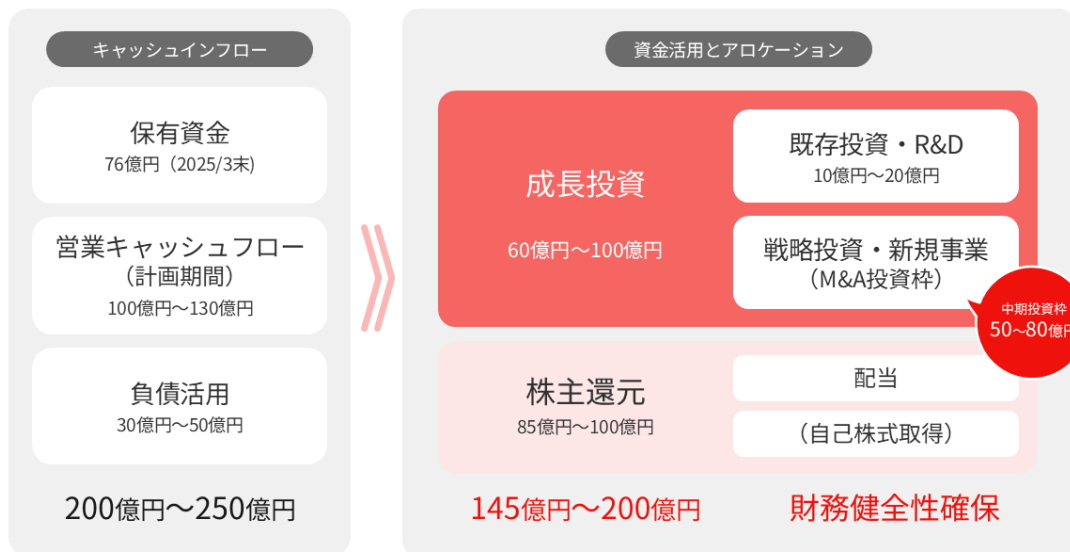 キャッシュインフロー
保有資金
76億円（2025/3末)
営業キャッシュフロー
（計画期間）
100億円～130億円
負債活用
30億円～50億円
200億円～250億円
資金活用とアロケーション
成長投資
60億円～100億円
既存投資・R&D
10億円～20億円
戦略投資・新規事業
（M&A投資枠）
中期投資枠
50～80億円
株主還元
85億円～100億円
配当
（自己株式取得）
145億円～200億円
財務健全性確保